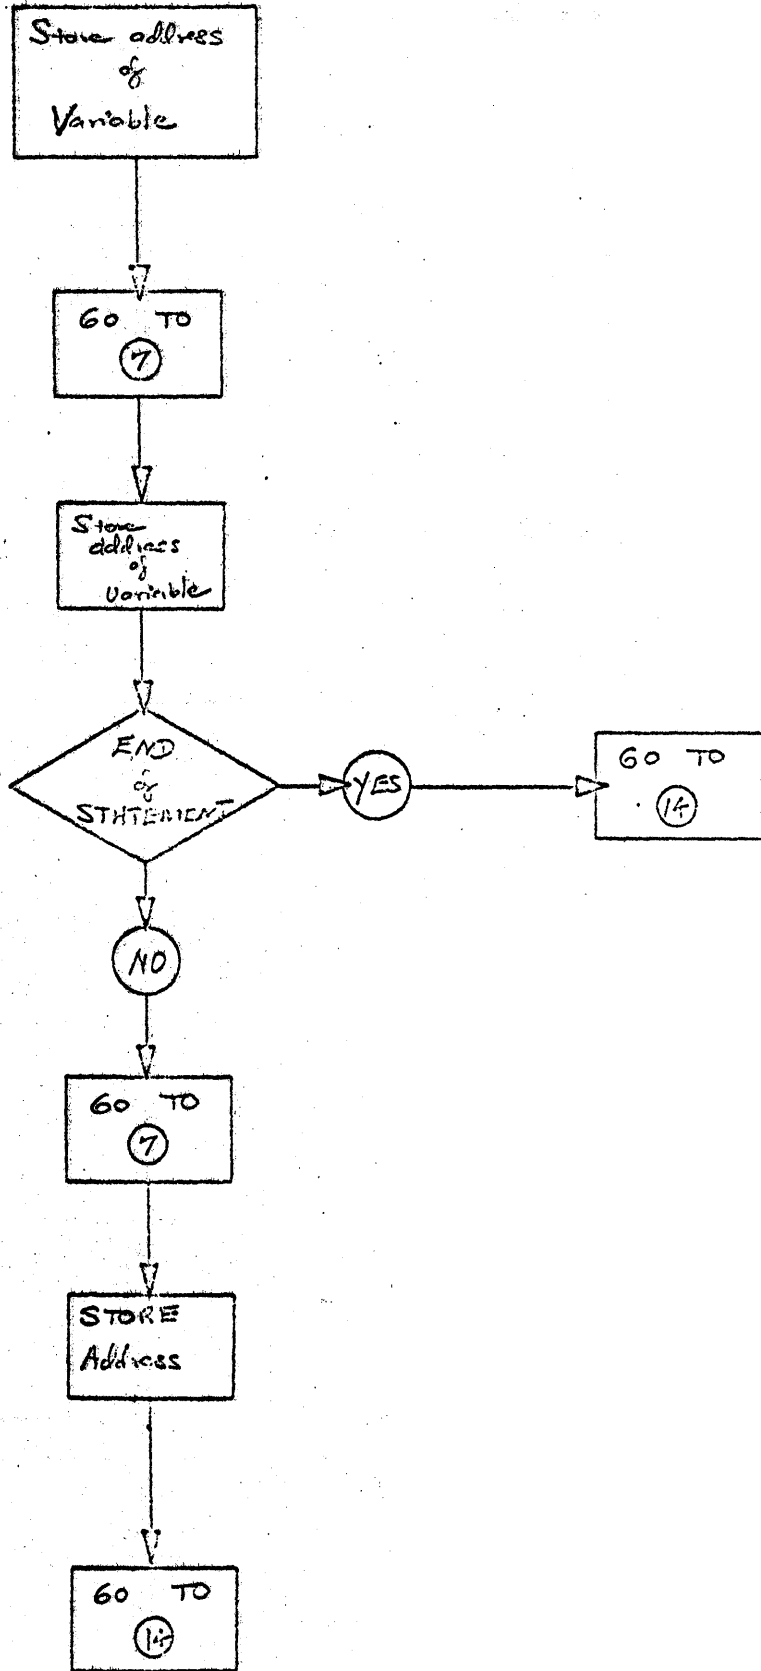 Store address
of
Variable
GO TO
7
Store
address
of
variable
END
of
STATEMENT
YES
GO TO
14
NO
GO TO
7
STORE
Address
GO TO
14